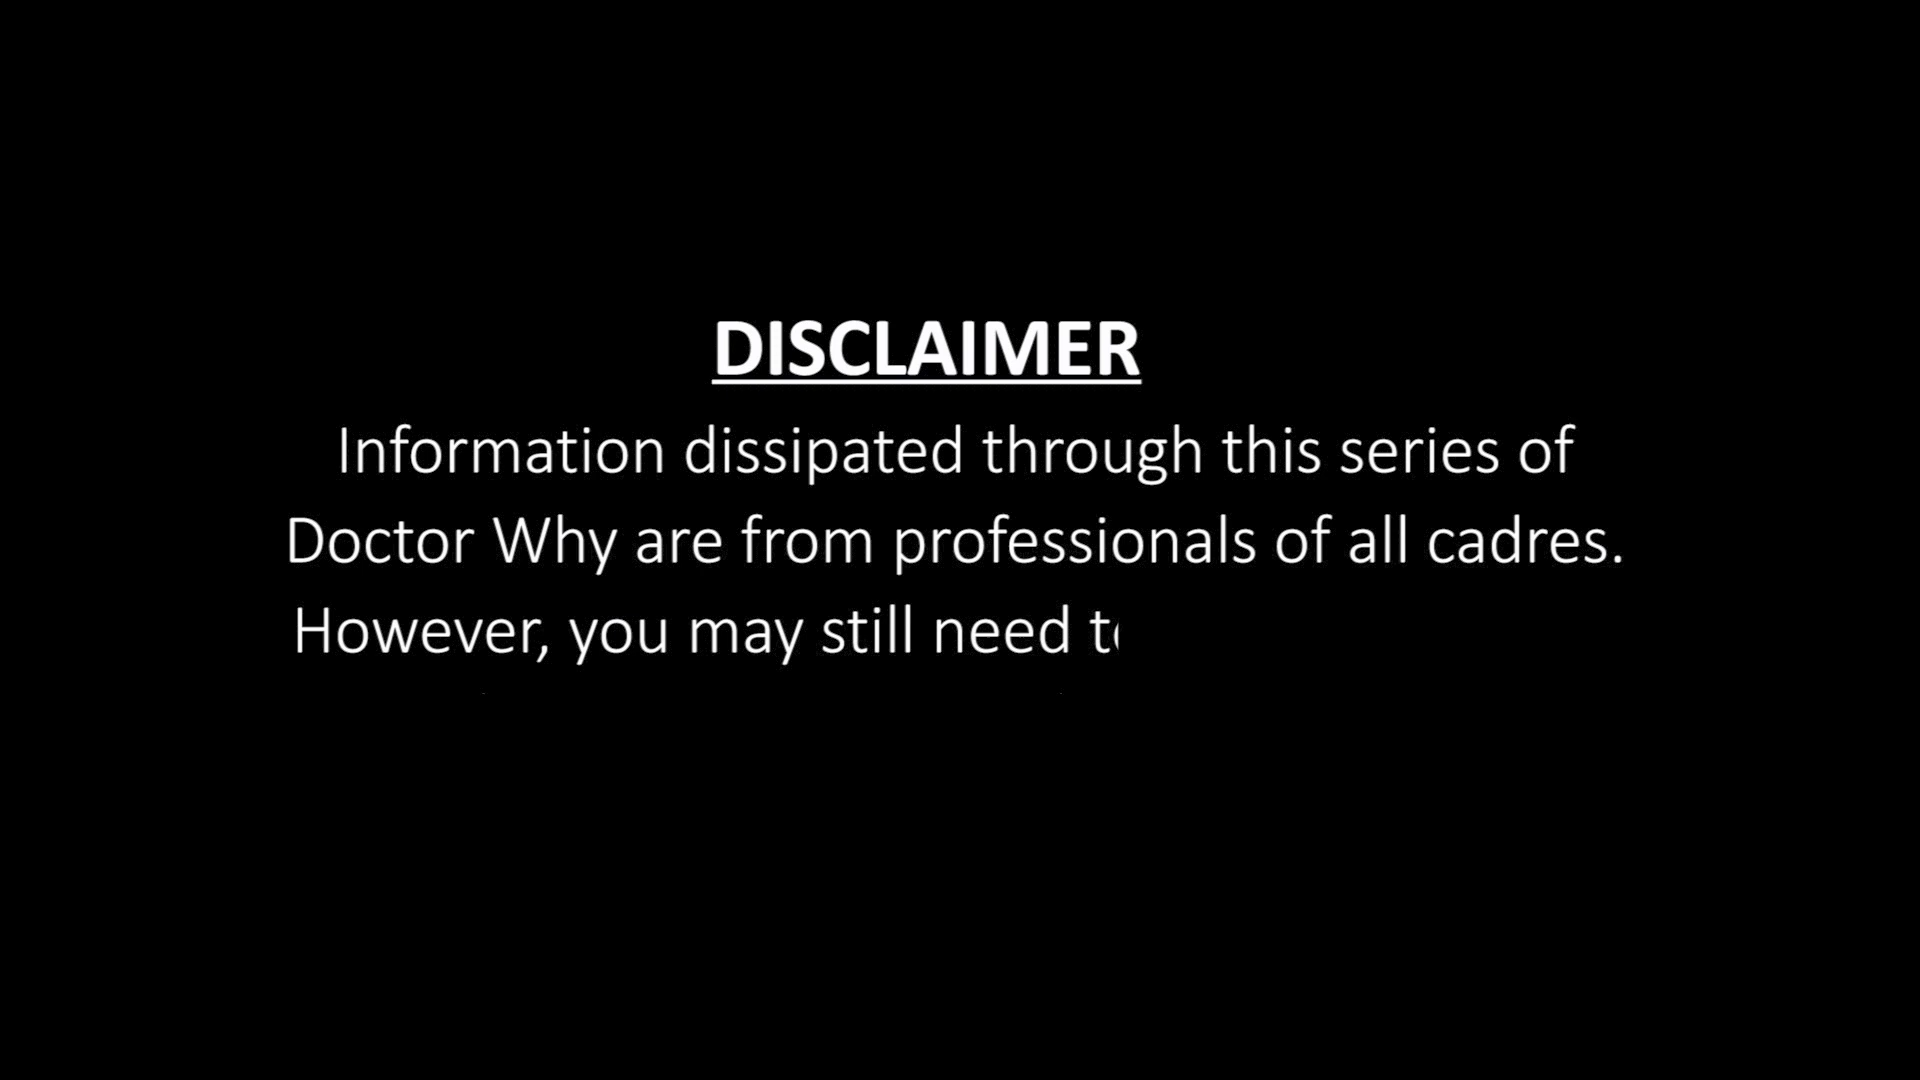 DISCLAIMER
Information dissipated through this series of
Doctor Why are from professionals of all cadres.
However, you may still need